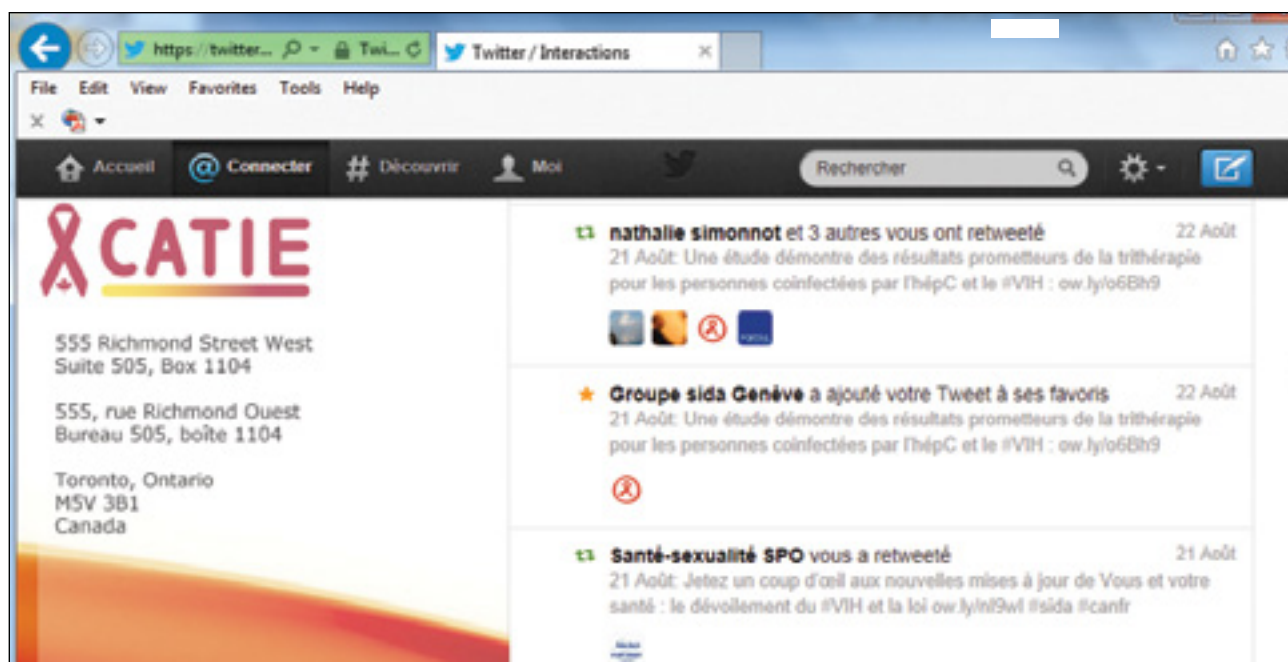 https://twitter... Twi...
Twitter / Interactions
File Edit View Favorites Tools Help
Accueil
Connecter
Découvrir
Moi
Rechercher
CATIE
555 Richmond Street West
Suite 505, Box 1104
555, rue Richmond Ouest
Bureau 505, boîte 1104
Toronto, Ontario
M5V 3B1
Canada
nathalie simonnot et 3 autres vous ont retweeté 22 Août
21 Août: Une étude démontre des résultats prometteurs de la trithérapie
pour les personnes coïnfectées par l'hépC et le #VIH : ow.ly/o6Bh9
Groupe sida Genève a ajouté votre Tweet à ses favoris 22 Août
21 Août: Une étude démontre des résultats prometteurs de la trithérapie
pour les personnes coïnfectées par l'hépC et le #VIH : ow.ly/o6Bh9
Santé-sexualité SPO vous a retweeté 21 Août
21 Août: Jetez un coup d'œil aux nouvelles mises à jour de Vous et votre
santé : le dévoilement du #VIH et la loi ow.ly/nl9wI #sida #canfr